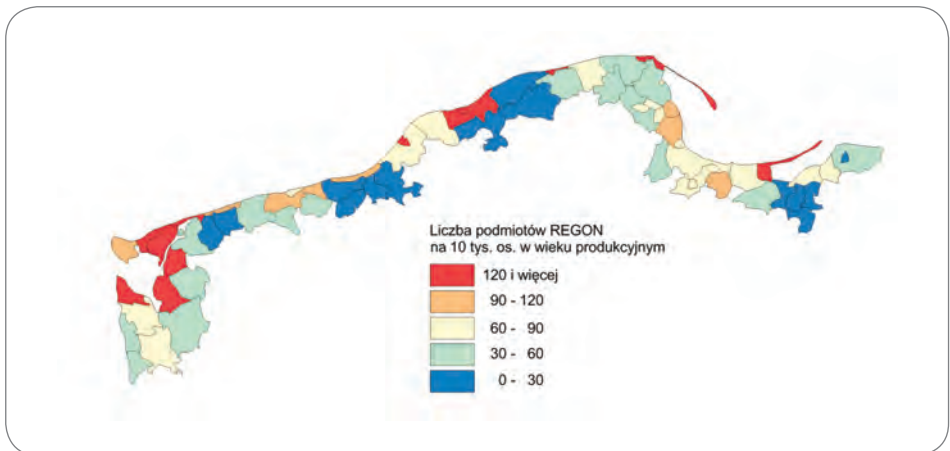 Liczba podmiotów REGON
na 10 tys. os. w wieku produkcyjnym
120 i więcej
90 - 120
60 - 90
30 - 60
0 - 30